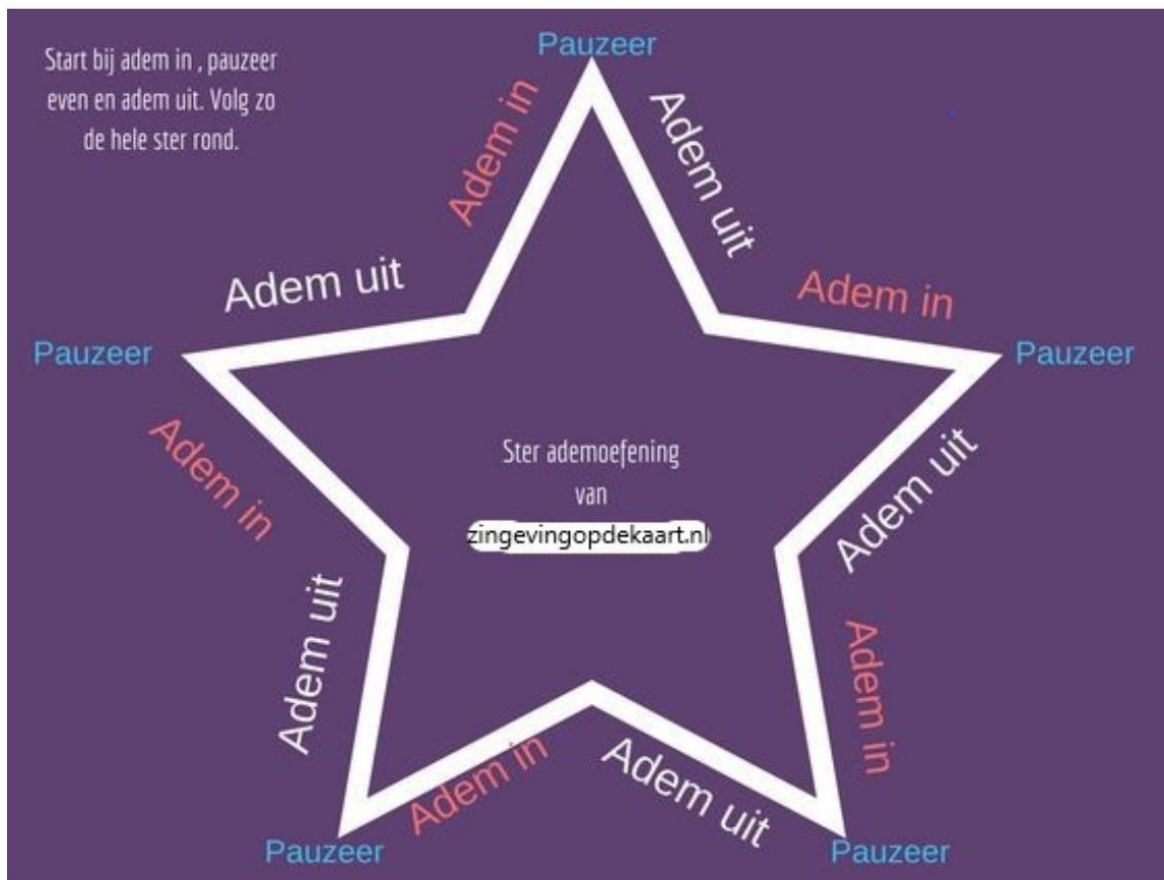 Start bij adem in , pauzeer
even en adem uit. Volg zo
de hele ster rond.
Pauzeer
Adem in
Adem uit
Adem uit
Adem in
Pauzeer
Pauzeer
Adem in
Adem uit
Ster ademoefening
van
zingevingopdekaart.nl
Adem uit
Adem in
Adem in
Adem uit
Pauzeer
Pauzeer